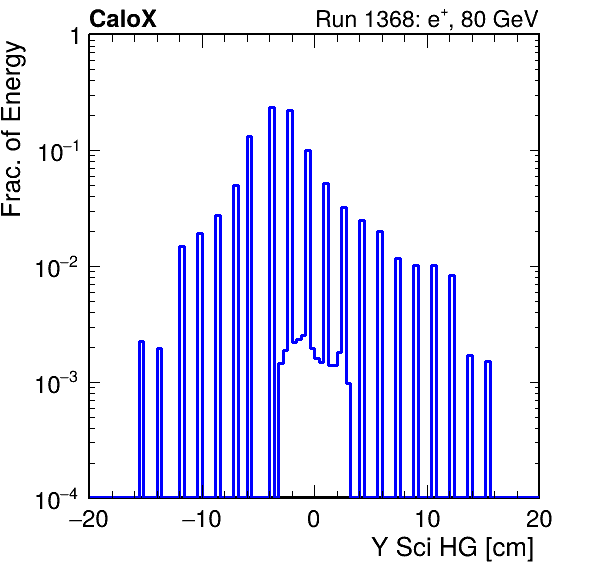 CaloX Run 1368: e⁺, 80 GeV
Frac. of Energy
1
10⁻¹
10⁻²
10⁻³
10⁻⁴
−20 −10 0 10 20
Y Sci HG [cm]